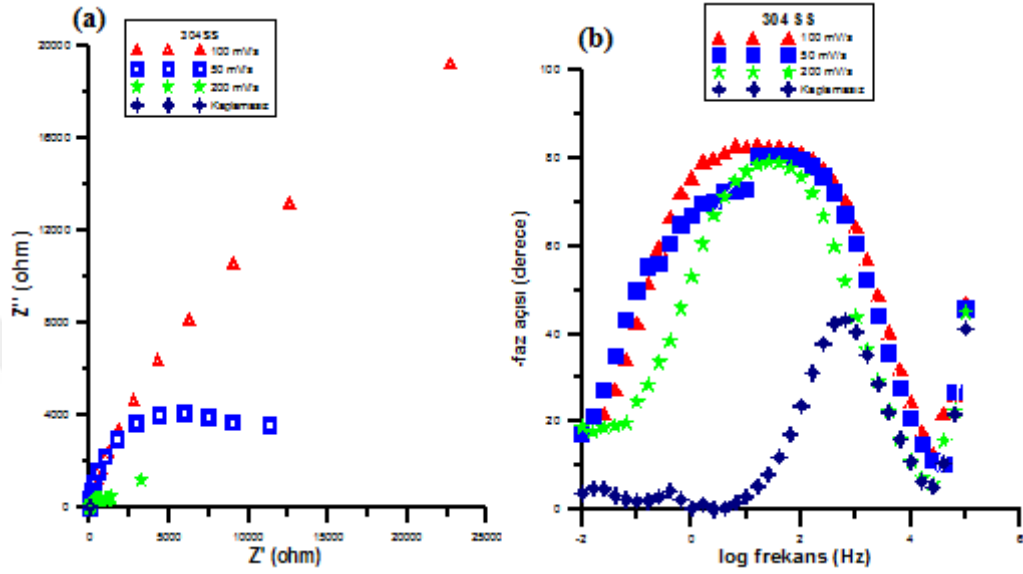 (a)
304 SS
100 mV/s
50 mV/s
200 mV/s
Kaplamasız
20000
16000
12000
8000
4000
0
Z'' (ohm)
0 5000 10000 15000 20000 25000
Z' (ohm)
(b)
304 SS
100 mV/s
50 mV/s
200 mV/s
Kaplamasız
100
80
60
40
20
0
-faz açısı (derece)
-2 0 2 4 6
log frekans (Hz)